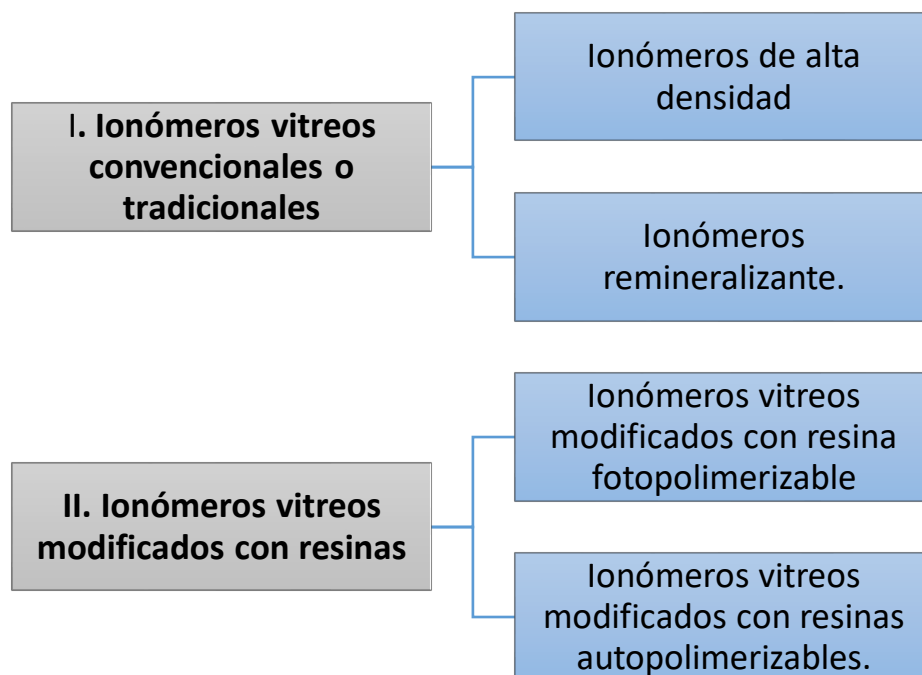 I. Ionómeros vitreos
convencionales o
tradicionales
Ionómeros de alta
densidad
Ionómeros
remineralizante.
II. Ionómeros vitreos
modificados con resinas
Ionómeros vitreos
modificados con resina
fotopolimerizable
Ionómeros vitreos
modificados con resinas
autopolimerizables.